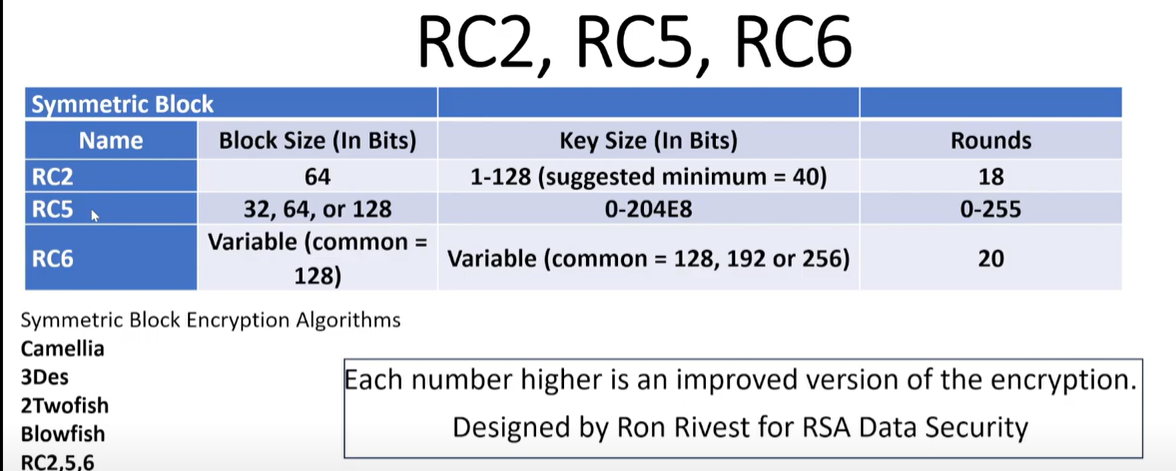 RC2, RC5, RC6
Symmetric Block
Name Block Size (In Bits) Key Size (In Bits) Rounds
RC2 64 1-128 (suggested minimum = 40) 18
RC5 32, 64, or 128 0-204E8 0-255
RC6 Variable (common = 128) Variable (common = 128, 192 or 256) 20
Symmetric Block Encryption Algorithms
Camellia
3Des
2Twofish
Blowfish
RC2,5,6
Each number higher is an improved version of the encryption.
Designed by Ron Rivest for RSA Data Security